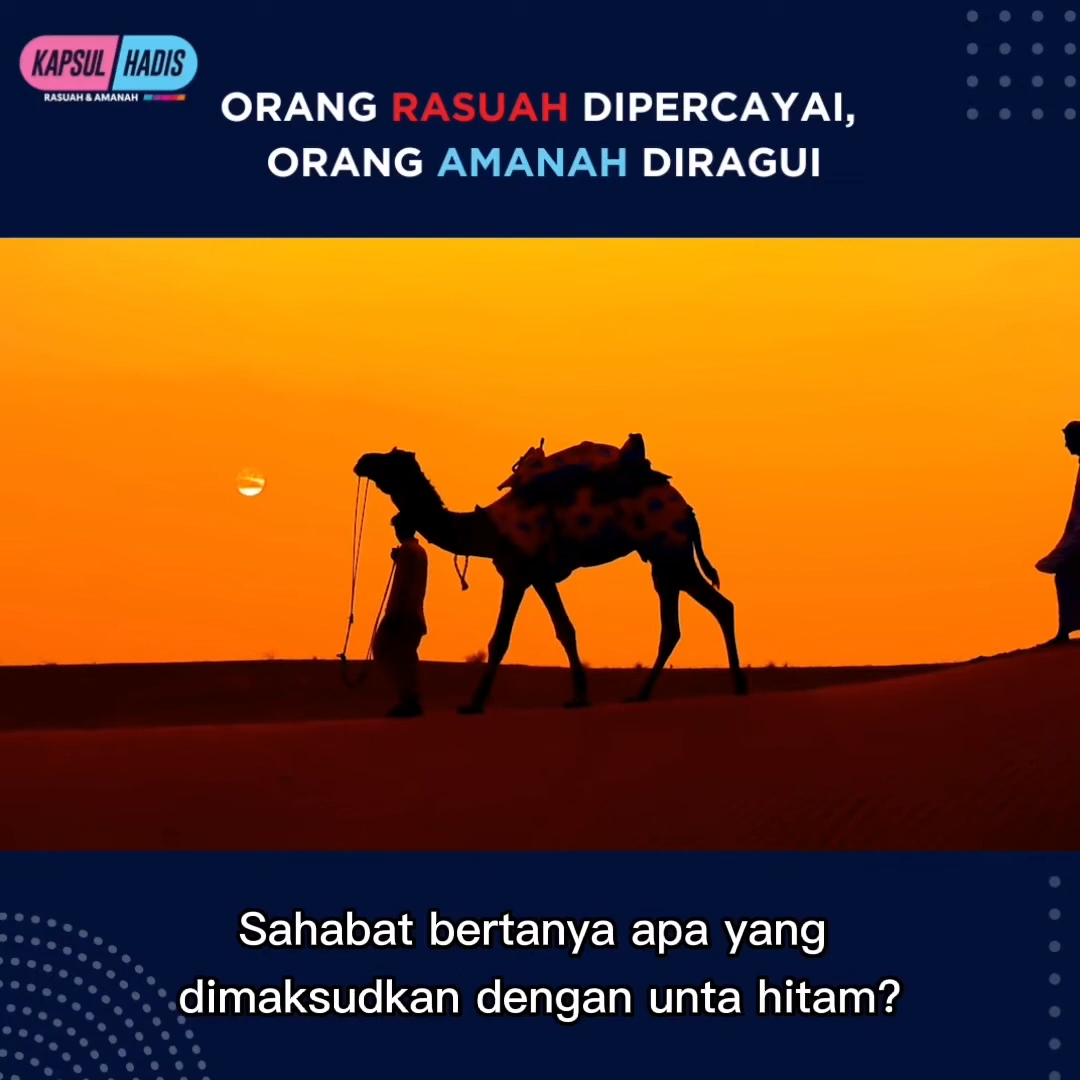 KAPSUL HADIS
RASUAH & AMANAH
ORANG RASUAH DIPERCAYAI,
ORANG AMANAH DIRAGUI
Sahabat bertanya apa yang
dimaksudkan dengan unta hitam?